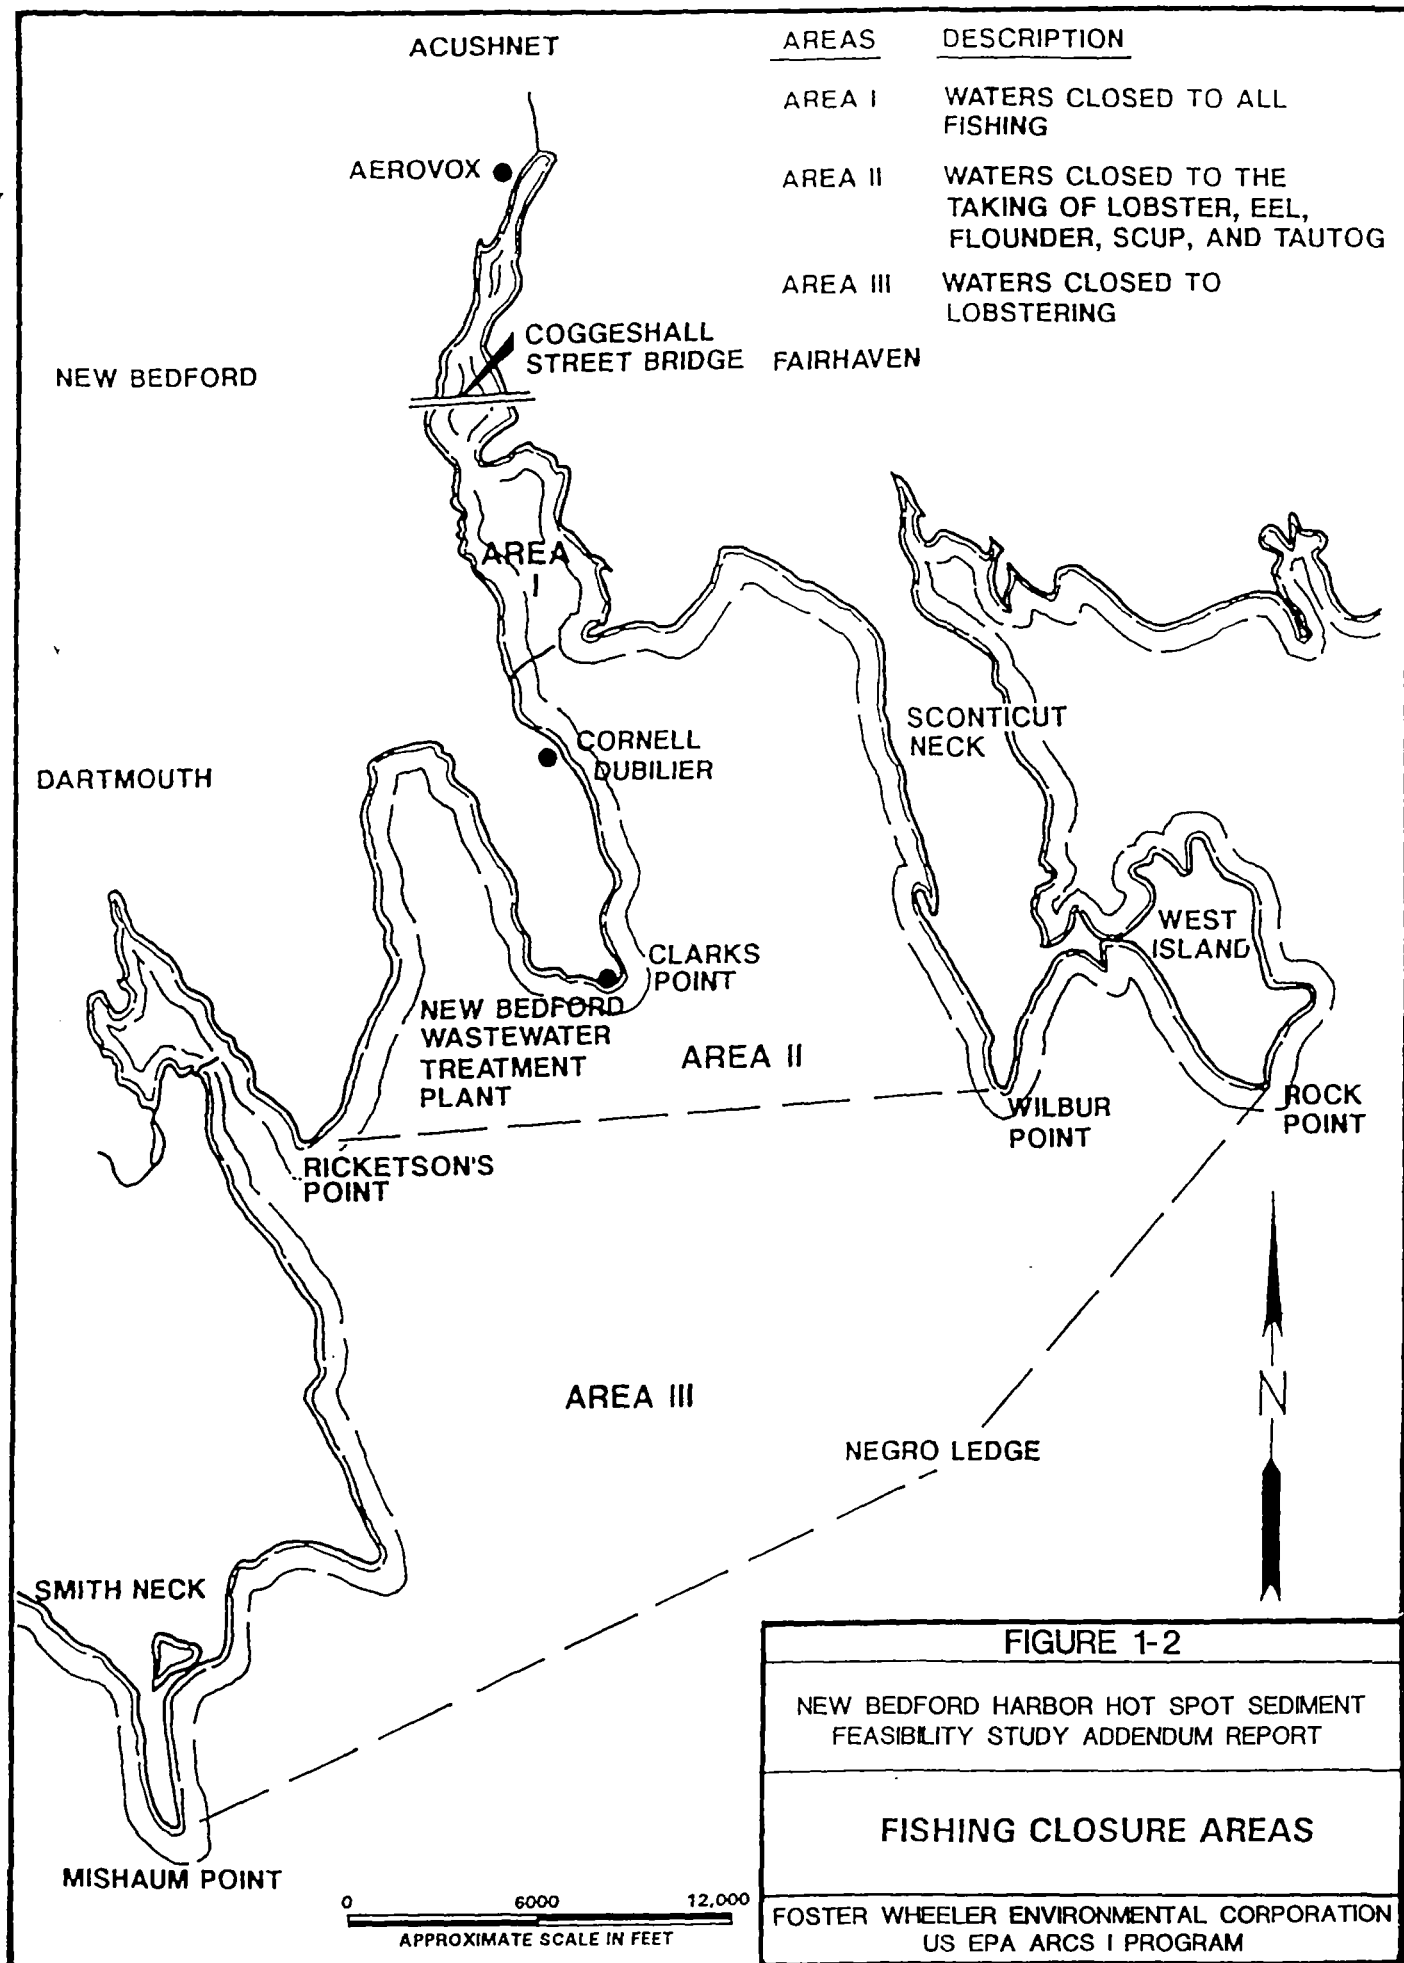 ACUSHNET
AREAS DESCRIPTION
AREA I WATERS CLOSED TO ALL
FISHING
AEROVOX
AREA II WATERS CLOSED TO THE
TAKING OF LOBSTER, EEL,
FLOUNDER, SCUP, AND TAUTOG
AREA III WATERS CLOSED TO
LOBSTERING
COGGESHALL
STREET BRIDGE
FAIRHAVEN
NEW BEDFORD
AREA
I
SCONTICUT
NECK
CORNELL
DUBILIER
DARTMOUTH
WEST
ISLAND
CLARKS
POINT
NEW BEDFORD
WASTEWATER
TREATMENT
PLANT
AREA II
WILBUR
POINT
ROCK
POINT
RICKETSON'S
POINT
AREA III
N
NEGRO LEDGE
SMITH NECK
MISHAUM POINT
0 6000 12,000
APPROXIMATE SCALE IN FEET
FIGURE 1-2
NEW BEDFORD HARBOR HOT SPOT SEDIMENT
FEASIBILITY STUDY ADDENDUM REPORT
FISHING CLOSURE AREAS
FOSTER WHEELER ENVIRONMENTAL CORPORATION
US EPA ARCS I PROGRAM